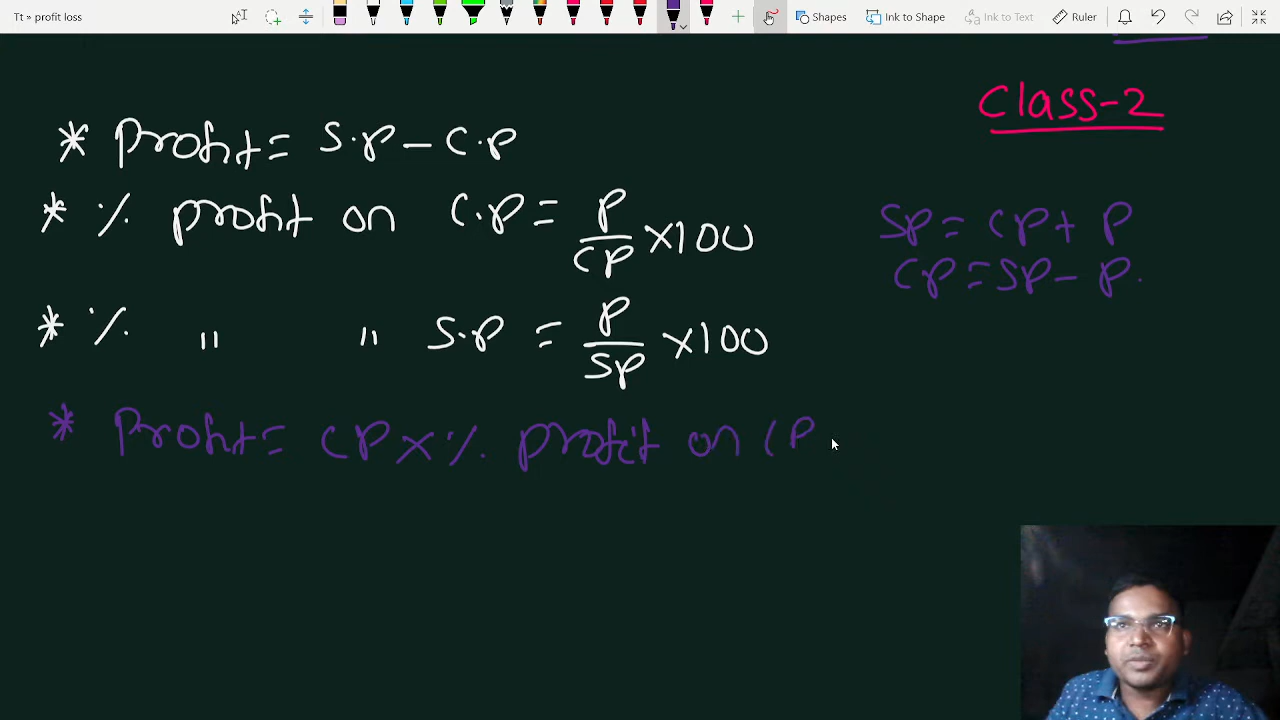 Tt » profit loss
Shapes Ink to Shape Ink to Text Ruler
Class-2
* Profit = S.P - C.P
* % profit on C.P = P/CP × 100
SP = CP + P
CP = SP - P.
* % " " S.P = P/SP × 100
* Profit = CP × % profit on CP